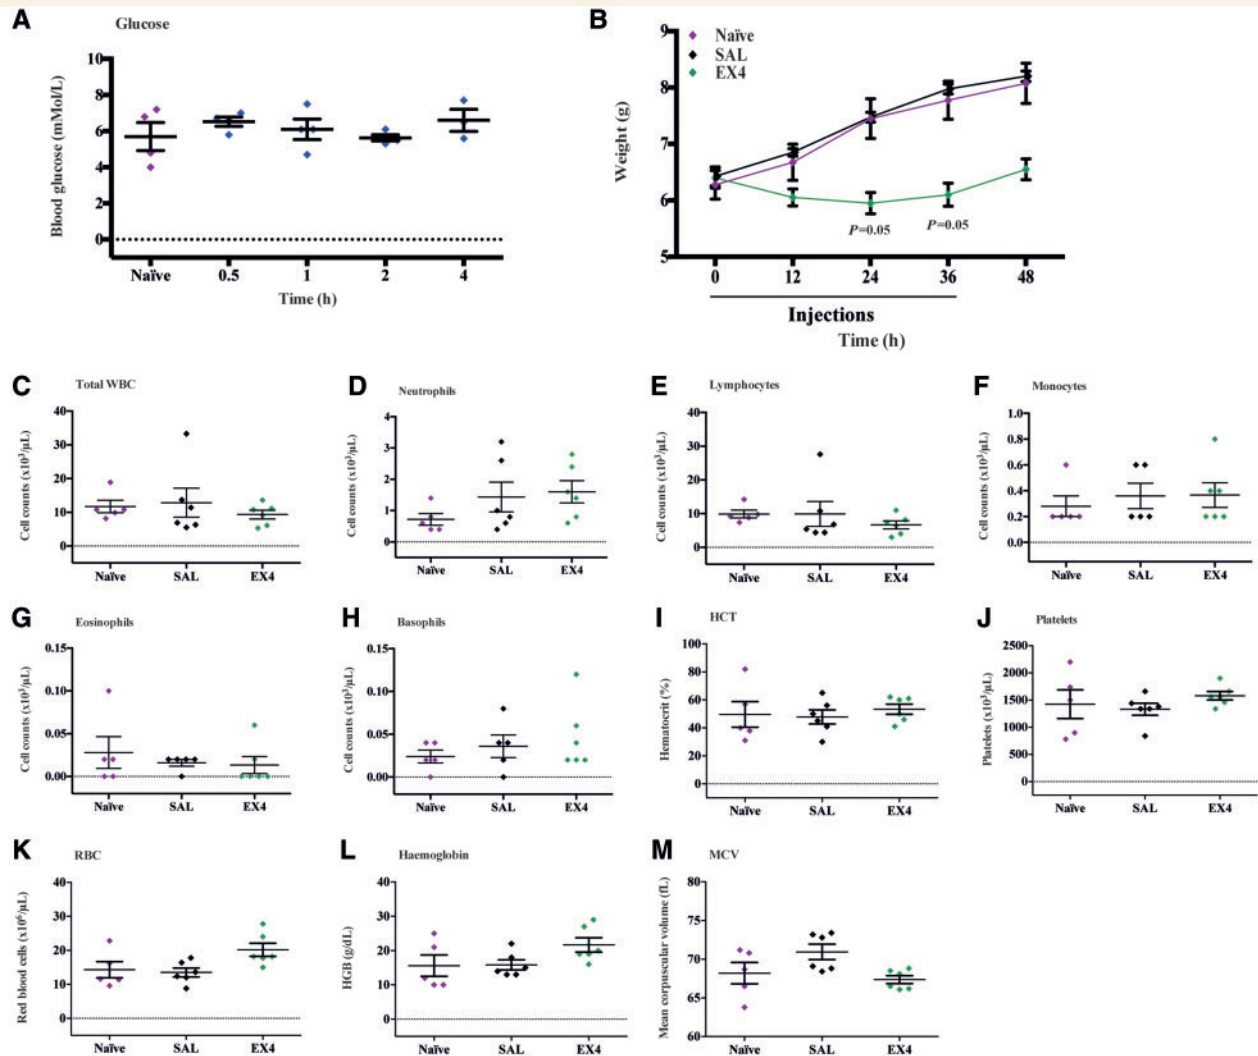 A
Glucose
Blood glucose (mMol/L)
10
8
6
4
2
0
Naïve
0.5
1
2
4
Time (h)
B
Naïve
SAL
EX4
Weight (g)
9
8
7
6
5
P=0.05
P=0.05
0
12
24
36
48
Injections
Time (h)
C
Total WBC
Cell counts (x10³/µL)
40
30
20
10
0
Naïve
SAL
EX4
D
Neutrophils
Cell counts (x10³/µL)
4
3
2
1
0
Naïve
SAL
EX4
E
Lymphocytes
Cell counts (x10³/µL)
40
30
20
10
0
Naïve
SAL
EX4
F
Monocytes
Cell counts (x10³/µL)
1.0
0.8
0.6
0.4
0.2
0.0
Naïve
SAL
EX4
G
Eosinophils
Cell counts (x10³/µL)
0.15
0.10
0.05
0.00
Naïve
SAL
EX4
H
Basophils
Cell counts (x10³/µL)
0.15
0.10
0.05
0.00
Naïve
SAL
EX4
I
HCT
Hematocrit (%)
100
80
60
40
20
0
Naïve
SAL
EX4
J
Platelets
Platelets (x10³/µL)
2500
2000
1500
1000
500
0
Naïve
SAL
EX4
K
RBC
Red blood cells (x10⁶/µL)
40
30
20
10
0
Naïve
SAL
EX4
L
Haemoglobin
HGB (g/dL)
40
30
20
10
0
Naïve
SAL
EX4
M
MCV
Mean corpuscular volume (fL)
80
75
70
65
60
Naïve
SAL
EX4